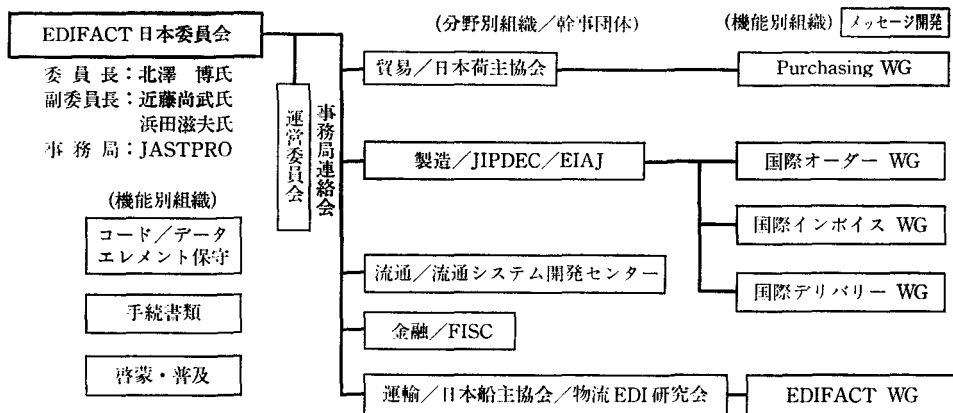 EDIFACT 日本委員会
委員長：北澤　博氏
副委員長：近藤尚武氏
浜田滋夫氏
事務局：JASTPRO
(機能別組織)
コード／データ
エレメント保守
手続書類
啓蒙・普及
運営委員会
事務局連絡会
(分野別組織／幹事団体)
貿易／日本荷主協会
製造／JIPDEC／EIAJ
流通／流通システム開発センター
金融／FISC
運輸／日本船主協会／物流EDI研究会
(機能別組織)
メッセージ開発
Purchasing WG
国際オーダー WG
国際インボイス WG
国際デリバリー WG
EDIFACT WG